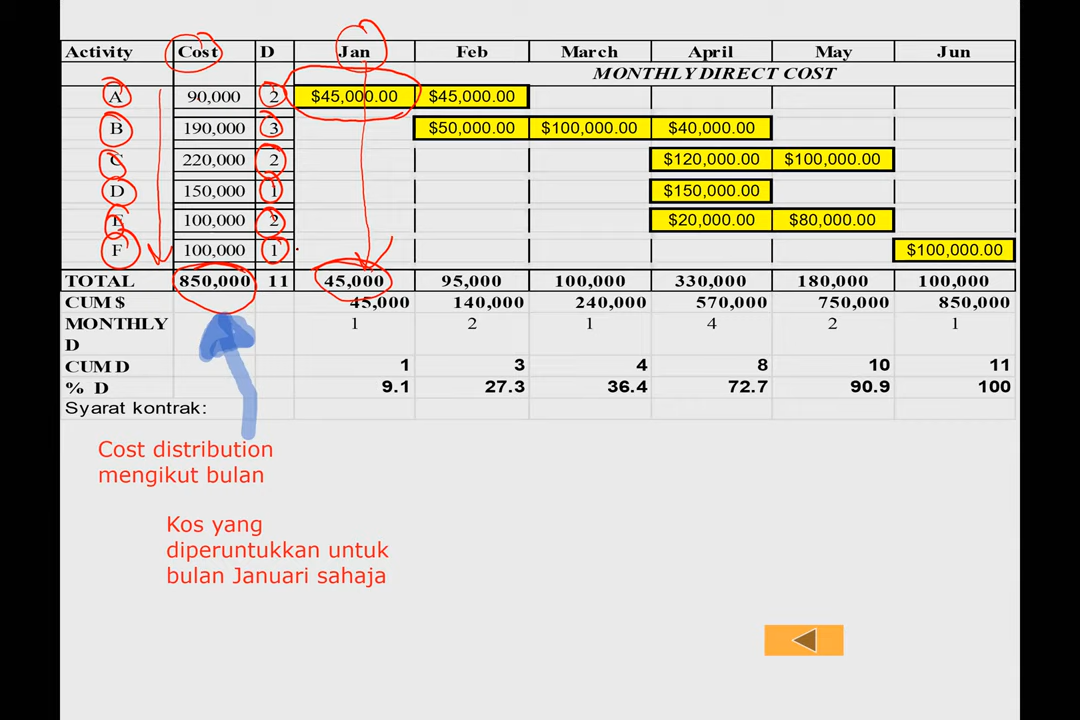 Activity Cost D Jan Feb March April May Jun
MONTHLY DIRECT COST
A 90,000 2 $45,000.00 $45,000.00
B 190,000 3 $50,000.00 $100,000.00 $40,000.00
C 220,000 2 $120,000.00 $100,000.00
D 150,000 1 $150,000.00
E 100,000 2 $20,000.00 $80,000.00
F 100,000 1 $100,000.00
TOTAL 850,000 11 45,000 95,000 100,000 330,000 180,000 100,000
CUM $ 45,000 140,000 240,000 570,000 750,000 850,000
MONTHLY 1 2 1 4 2 1
D
CUM D 1 3 4 8 10 11
% D 9.1 27.3 36.4 72.7 90.9 100
Syarat kontrak:
Cost distribution
mengikut bulan
Kos yang
diperuntukkan untuk
bulan Januari sahaja